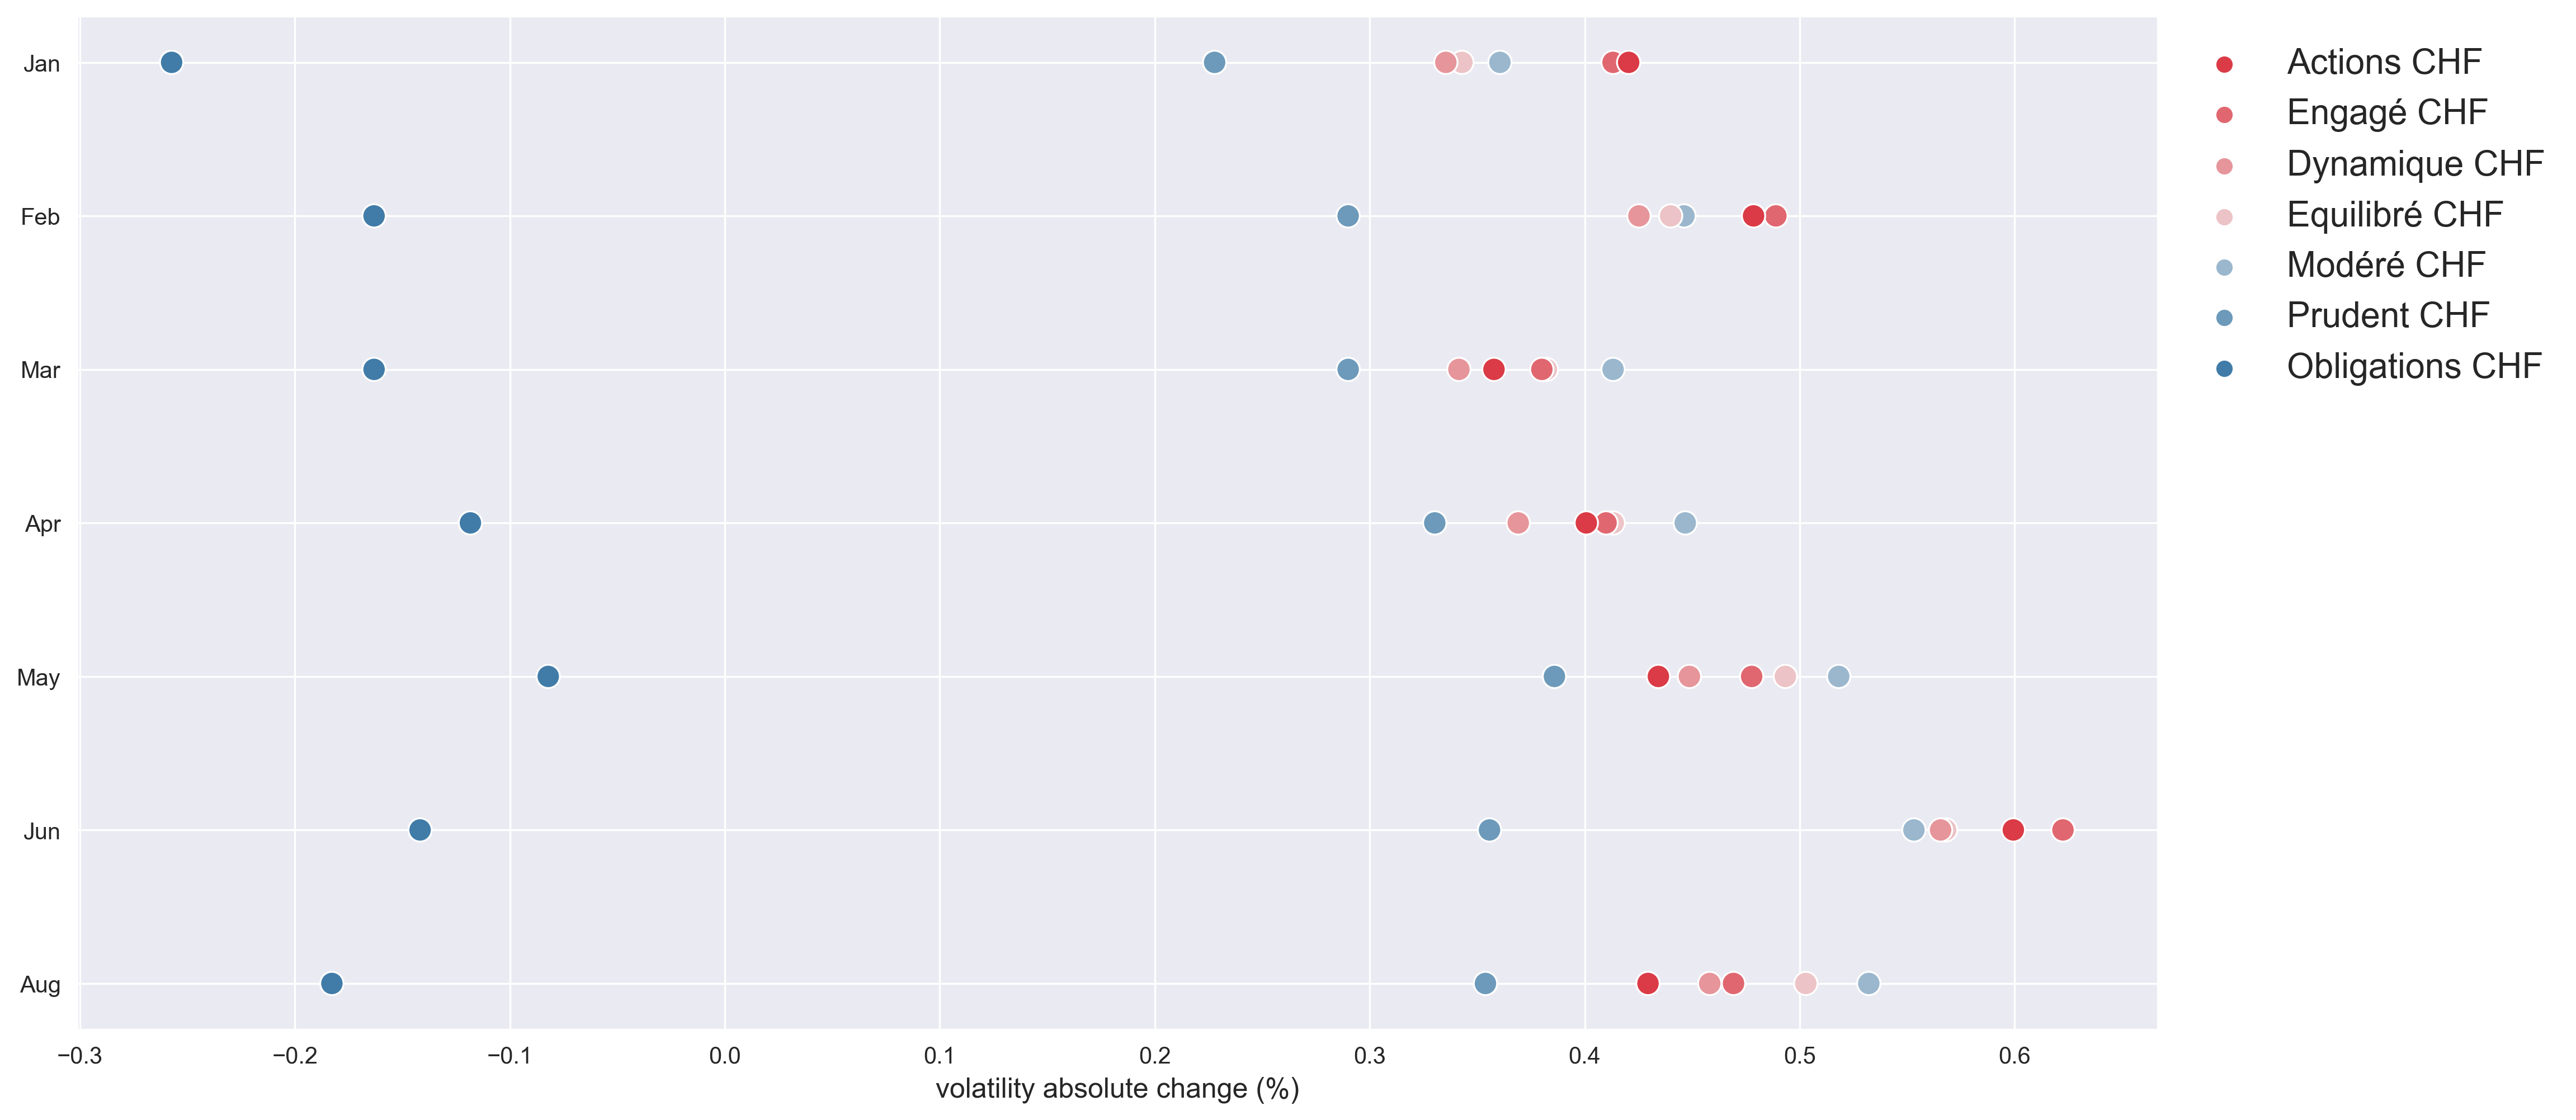 Jan
Feb
Mar
Apr
May
Jun
Aug
−0.3 −0.2 −0.1 0.0 0.1 0.2 0.3 0.4 0.5 0.6
volatility absolute change (%)
Actions CHF
Engagé CHF
Dynamique CHF
Equilibré CHF
Modéré CHF
Prudent CHF
Obligations CHF